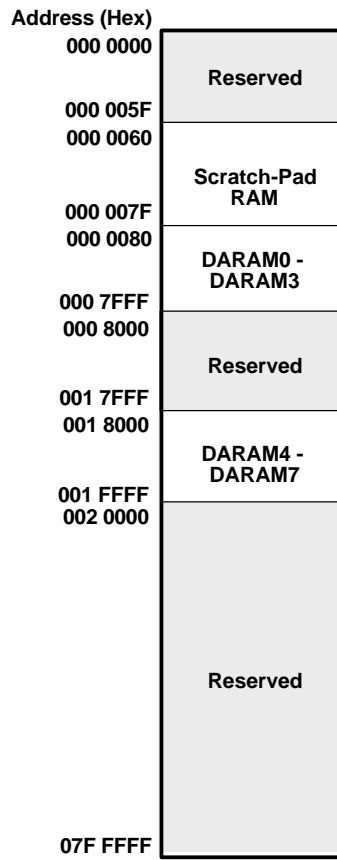 Address (Hex)
000 0000
Reserved
000 005F
000 0060
Scratch-Pad
RAM
000 007F
000 0080
DARAM0 -
DARAM3
000 7FFF
000 8000
Reserved
001 7FFF
001 8000
DARAM4 -
DARAM7
001 FFFF
002 0000
Reserved
07F FFFF